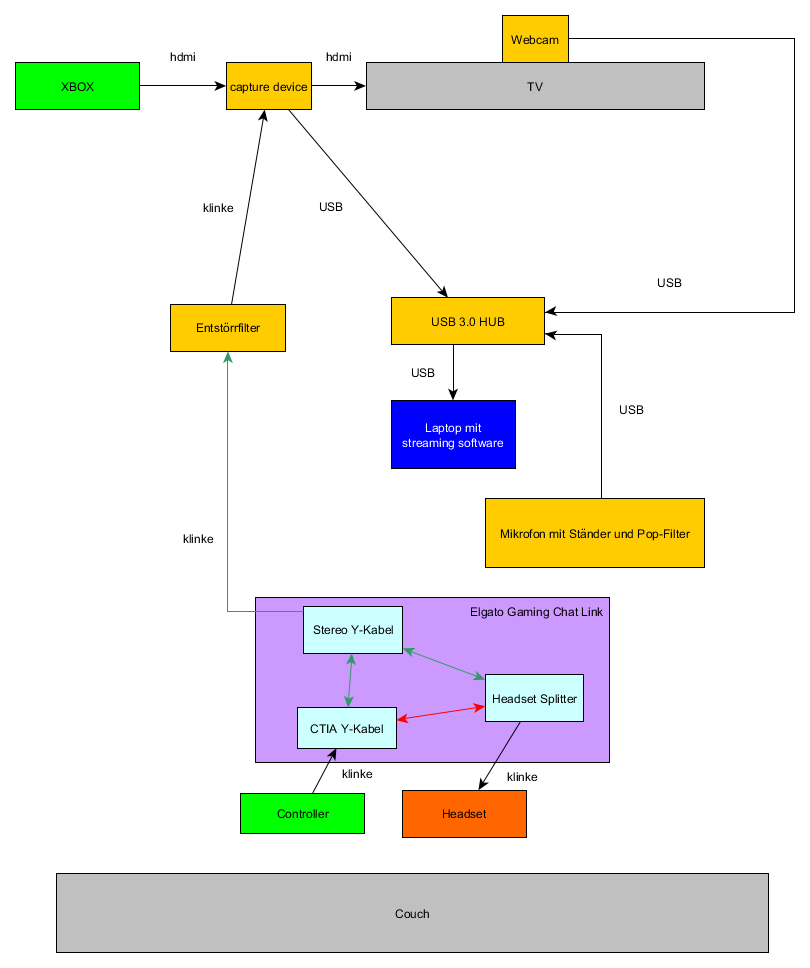 Webcam
hdmi
hdmi
XBOX
capture device
TV
klinke
USB
USB
Entstörrfilter
USB 3.0 HUB
USB
Laptop mit
streaming software
USB
Mikrofon mit Ständer und Pop-Filter
klinke
Elgato Gaming Chat Link
Stereo Y-Kabel
Headset Splitter
CTIA Y-Kabel
klinke
klinke
Controller
Headset
Couch